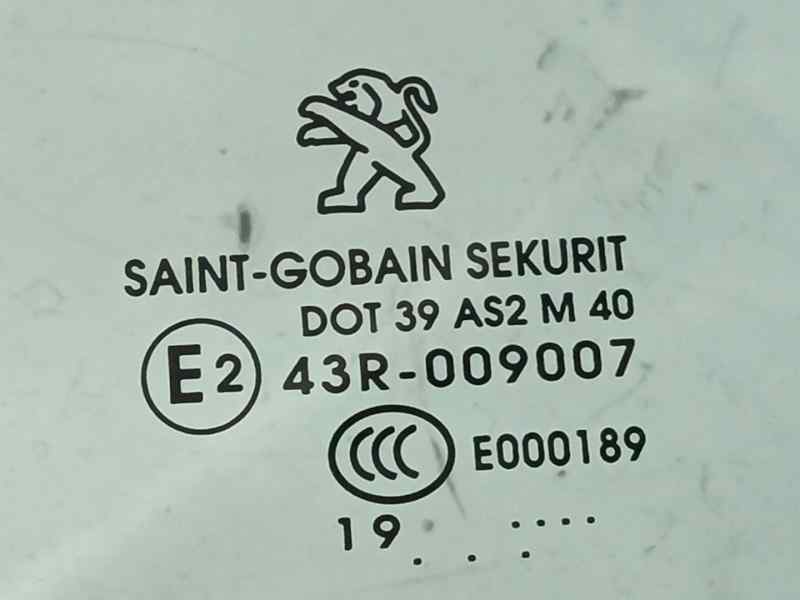 SAINT-GOBAIN SEKURIT
DOT 39 AS2 M 40
E2 43R-009007
CCC E000189
19 . . . . . . .